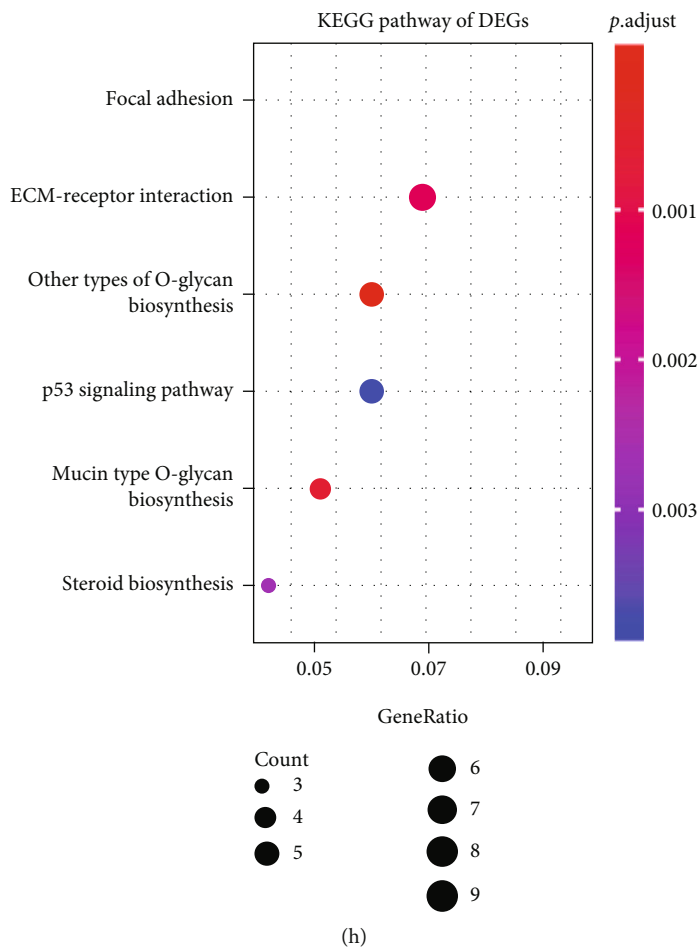 KEGG pathway of DEGs
p.adjust
Focal adhesion
ECM-receptor interaction
Other types of O-glycan
biosynthesis
p53 signaling pathway
Mucin type O-glycan
biosynthesis
Steroid biosynthesis
0.001
0.002
0.003
0.05
0.07
0.09
GeneRatio
Count
3
4
5
6
7
8
9
(h)